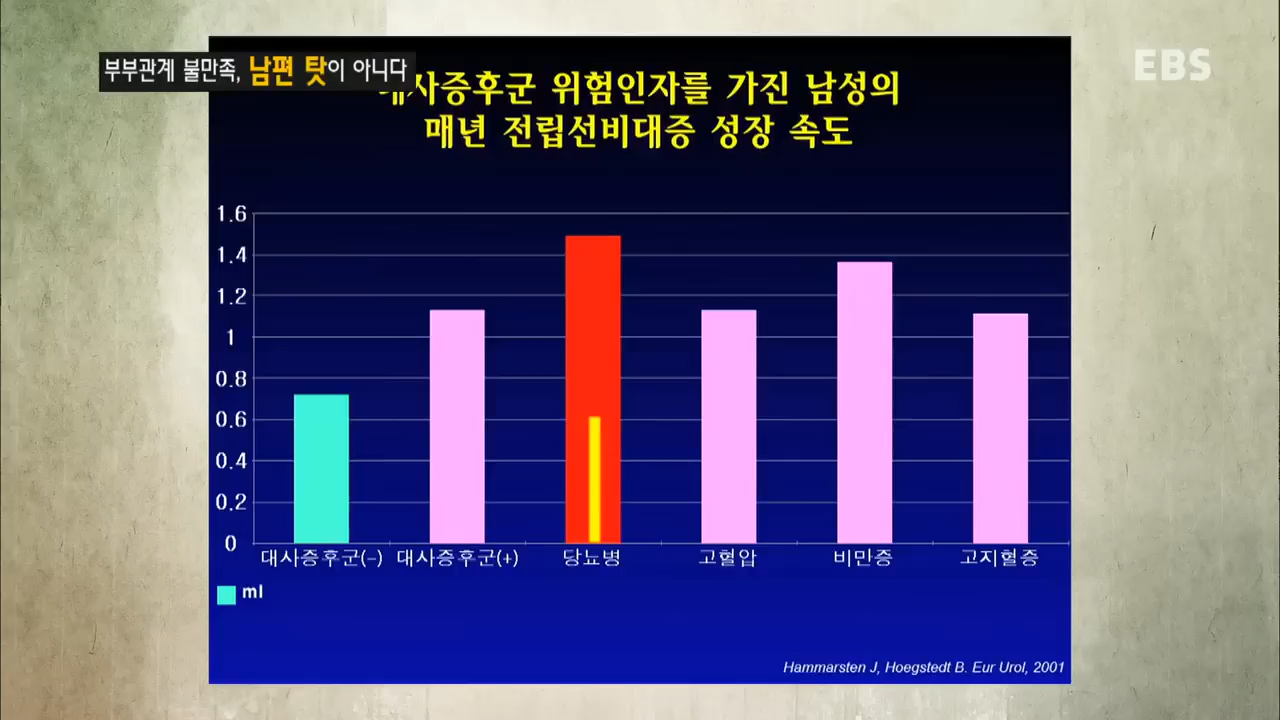 부부관계 불만족, 남편 탓이 아니다
EBS
대사증후군 위험인자를 가진 남성의
매년 전립선비대증 성장 속도
1.6
1.4
1.2
1
0.8
0.6
0.4
0.2
0
대사증후군(-) 대사증후군(+) 당뇨병 고혈압 비만증 고지혈증
ml
Hammarsten J, Hoegstedt B. Eur Urol, 2001